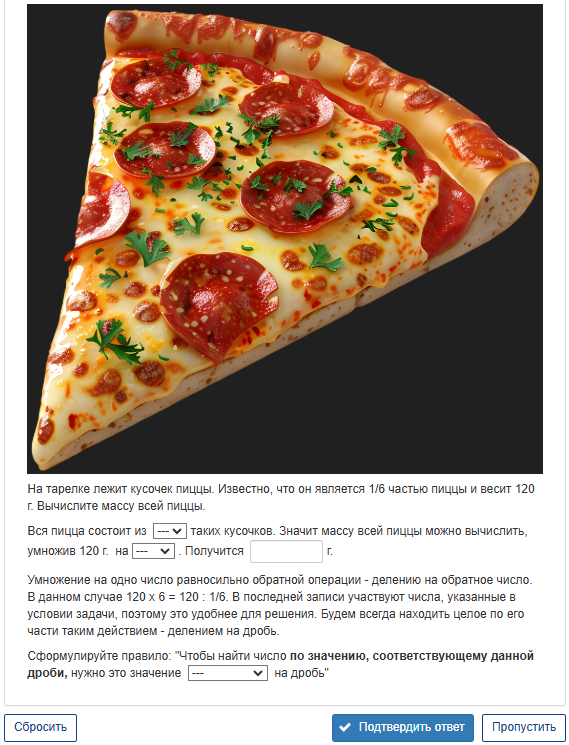 На тарелке лежит кусочек пиццы. Известно, что он является 1/6 частью пиццы и весит 120
г. Вычислите массу всей пиццы.
Вся пицца состоит из --- таких кусочков. Значит массу всей пиццы можно вычислить,
умножив 120 г. на --- . Получится г.
Умножение на одно число равносильно обратной операции - делению на обратное число.
В данном случае 120 x 6 = 120 : 1/6. В последней записи участвуют числа, указанные в
условии задачи, поэтому это удобнее для решения. Будем всегда находить целое по его
части таким действием - делением на дробь.
Сформулируйте правило: "Чтобы найти число по значению, соответствующему данной
дроби, нужно это значение --- на дробь"
Сбросить Подтвердить ответ Пропустить